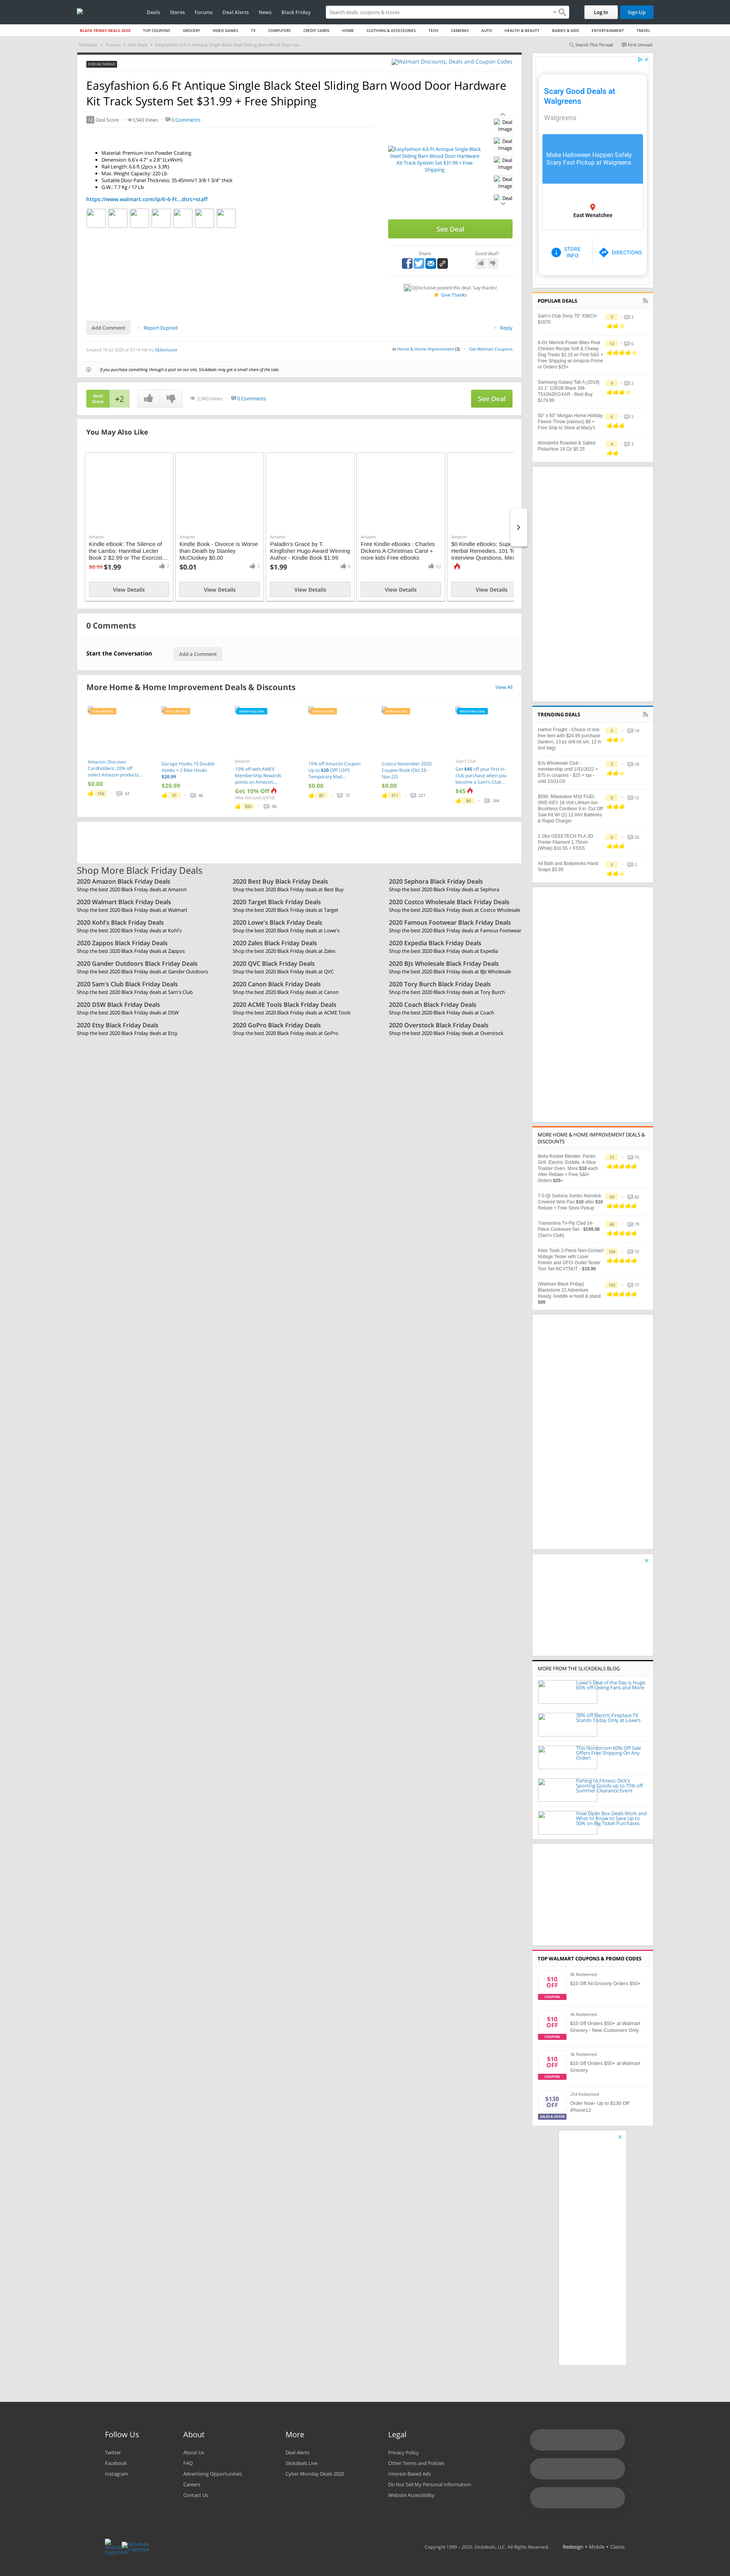 Deals Stores Forums Deal Alerts News Black Friday
Search deals, coupons & stores
Log In Sign Up
BLACK FRIDAY DEALS 2020 TOP COUPONS GROCERY VIDEO GAMES TV COMPUTERS CREDIT CARDS HOME CLOTHING & ACCESSORIES TECH CAMERAS AUTO HEALTH & BEAUTY BABIES & KIDS ENTERTAINMENT TRAVEL
Slickdeals Forums Hot Deals Easyfashion 6.6 Ft Antique Single Black Steel Sliding Barn Wood Door Har...
Search This Thread First Unread
FORUM THREAD
Walmart Discounts, Deals and Coupon Codes
Easyfashion 6.6 Ft Antique Single Black Steel Sliding Barn Wood Door Hardware Kit Track System Set $31.99 + Free Shipping
+2 Deal Score
3,943 Views
0 Comments
Material: Premium Iron Powder Coating
Dimension: 6.6'x 4.7" x 2.8" (LxWxH)
Rail Length: 6.6 ft (2pcs x 3.3ft)
Max. Weight Capacity: 220 Lb
Suitable Door Panel Thickness: 35-45mm/1 3/8-1 3/4'' thick
G.W.: 7.7 Kg / 17 Lb
https://www.walmart.com/ip/6-6-Ft...dsrc=staff
Easyfashion 6.6 Ft Antique Single Black Steel Sliding Barn Wood Door Hardware Kit Track System Set $31.99 + Free Shipping
Deal Image
Deal Image
Deal Image
Deal Image
Deal
See Deal
Share
Good deal?
DJ3xclusive posted this deal. Say thanks!
Give Thanks
Add Comment
Report Expired
Reply
Created 10-22-2020 at 07:14 AM by DJ3xclusive
in Home & Home Improvement (3)
Get Walmart Coupons
If you purchase something through a post on our site, Slickdeals may get a small share of the sale.
Deal Score +2
3,943 Views
0 Comments
See Deal
You May Also Like
Amazon
Kindle eBook: The Silence of the Lambs: Hannibal Lecter Book 2 $2.99 or The Exorcist...
$8.99 $1.99
7
View Details
Amazon
Kindle Book - Divorce is Worse than Death by Stanley McCluskey $0.00
$0.01
5
View Details
Amazon
Paladin's Grace by T. Kingfisher Hugo Award Winning Author - Kindle Book $1.99
$1.99
6
View Details
Amazon
Free Kindle eBooks : Charles Dickens A Christmas Carol + more kids Free eBooks
55
View Details
Amazon
View Details
0 Comments
Start the Conversation
Add a Comment
More Home & Home Improvement Deals & Discounts
View All
POPULAR DEAL
Amazon: Discover Cardholders: 20% off select Amazon products...
$0.00
156
43
POPULAR DEAL
Garage Hooks,10 Double Hooks + 2 Bike Hooks $20.99
$20.99
91
46
FRONTPAGE DEAL
Amazon
10% off with AMEX Membership Rewards points on Amazon....
Get 10% Off
(Max Discount of $15)
300
98
POPULAR DEAL
10% off Amazon Coupon Up to $20 Off! USPS Temporary Mail...
$0.00
80
72
POPULAR DEAL
Costco November 2020 Coupon Book (Oct 28 - Nov.22)
$0.00
311
221
FRONTPAGE DEAL
Sam's Club
Get $45 off your first in-club purchase when you become a Sam's Club...
$45
84
184
Shop More Black Friday Deals
2020 Amazon Black Friday Deals
Shop the best 2020 Black Friday deals at Amazon
2020 Best Buy Black Friday Deals
Shop the best 2020 Black Friday deals at Best Buy
2020 Sephora Black Friday Deals
Shop the best 2020 Black Friday deals at Sephora
2020 Walmart Black Friday Deals
Shop the best 2020 Black Friday deals at Walmart
2020 Target Black Friday Deals
Shop the best 2020 Black Friday deals at Target
2020 Costco Wholesale Black Friday Deals
Shop the best 2020 Black Friday deals at Costco Wholesale
2020 Kohl's Black Friday Deals
Shop the best 2020 Black Friday deals at Kohl's
2020 Lowe's Black Friday Deals
Shop the best 2020 Black Friday deals at Lowe's
2020 Famous Footwear Black Friday Deals
Shop the best 2020 Black Friday deals at Famous Footwear
2020 Zappos Black Friday Deals
Shop the best 2020 Black Friday deals at Zappos
2020 Zales Black Friday Deals
Shop the best 2020 Black Friday deals at Zales
2020 Expedia Black Friday Deals
Shop the best 2020 Black Friday deals at Expedia
2020 Gander Outdoors Black Friday Deals
Shop the best 2020 Black Friday deals at Gander Outdoors
2020 QVC Black Friday Deals
Shop the best 2020 Black Friday deals at QVC
2020 BJs Wholesale Black Friday Deals
Shop the best 2020 Black Friday deals at BJs Wholesale
2020 Sam's Club Black Friday Deals
Shop the best 2020 Black Friday deals at Sam's Club
2020 Canon Black Friday Deals
Shop the best 2020 Black Friday deals at Canon
2020 Tory Burch Black Friday Deals
Shop the best 2020 Black Friday deals at Tory Burch
2020 DSW Black Friday Deals
Shop the best 2020 Black Friday deals at DSW
2020 ACME Tools Black Friday Deals
Shop the best 2020 Black Friday deals at ACME Tools
2020 Coach Black Friday Deals
Shop the best 2020 Black Friday deals at Coach
2020 Etsy Black Friday Deals
Shop the best 2020 Black Friday deals at Etsy
2020 GoPro Black Friday Deals
Shop the best 2020 Black Friday deals at GoPro
2020 Overstock Black Friday Deals
Shop the best 2020 Black Friday deals at Overstock
Scary Good Deals at Walgreens
Walgreens
Make Halloween Happen Safely. Scary Fast Pickup at Walgreens
East Wenatchee
STORE INFO
DIRECTIONS
POPULAR DEALS
Sam's Club Sony 75" X90CH $1670
5
3
6-Oz Merrick Power Bites Real Chicken Recipe Soft & Chewy Dog Treats $2.15 w/ First S&S + Free Shipping w/ Amazon Prime or Orders $25+
13
6
Samsung Galaxy Tab A (2019) 10.1" 128GB Black SM-T510NZKGXAR - Best Buy $179.99
9
2
50" x 60" Morgan Home Holiday Fleece Throw (various) $6 + Free Ship to Store at Macy's
6
5
Wonderful Roasted & Salted Pistachios 16 Oz $5.25
4
3
TRENDING DEALS
Harbor Freight - Choice of one free item with $24.99 purchase (lantern, 13 pc drill bit set, 12 in tool bag)
3
19
BJs Wholesale Club - membership until 1/31/2022 + $75 in coupons - $25 + tax - until 10/31/20
5
16
$599, Milwaukee M18 FUEL ONE-KEY 18-Volt Lithium-Ion Brushless Cordless 9 in. Cut Off Saw Kit W/ (2) 12.0Ah Batteries & Rapid Charger
6
12
2.2lbs GEEETECH PLA 3D Printer Filament 1.75mm (White) $16.55 + FSSS
6
26
All Bath and Bodyworks Hand Soaps $3.95
5
2
MORE HOME & HOME IMPROVEMENT DEALS & DISCOUNTS
Bella Rocket Blender, Panini Grill, Electric Griddle, 4-Slice Toaster Oven, More $10 each After Rebate + Free S&H Orders $25+
73
75
7.5-Qt Sedona Jumbo Nonstick Covered Wok Pan $10 after $10 Rebate + Free Store Pickup
69
82
Tramontina Tri-Ply Clad 14-Piece Cookware Set - $199.98 (Sam's Club)
86
79
Klein Tools 2-Piece Non-Contact Voltage Tester with Laser Pointer and GFCI Outlet Tester Tool Set-NCVT5KIT - $19.99
104
72
(Walmart Black Friday) Blackstone 22 Adventure Ready, Griddle w hood & stand. $99
155
77
MORE FROM THE SLICKDEALS BLOG
Lowe's Deal of the Day is Huge: 65% off Ceiling Fans and More
30% off Electric Fireplace TV Stands Today Only at Lowe's
This Nordstrom 60% Off Sale Offers Free Shipping On Any Order!
Fishing to Fitness: Dick's Sporting Goods up to 75% off Summer Clearance Event
How Open Box Deals Work and What to Know to Save Up to 50% on Big Ticket Purchases
TOP WALMART COUPONS & PROMO CODES
$10 OFF
COUPON
8k Redeemed
$10 Off All Grocery Orders $50+
$10 OFF
COUPON
4k Redeemed
$10 Off Orders $50+ at Walmart Grocery - New Customers Only
$10 OFF
COUPON
3k Redeemed
$10 Off Orders $50+ at Walmart Grocery
$130 OFF
SALES & OFFER
254 Redeemed
Order Now- Up to $130 Off iPhone12
Follow Us
Twitter
Facebook
Instagram
About
About Us
FAQ
Advertising Opportunities
Careers
Contact Us
More
Deal Alerts
Slickdeals Live
Cyber Monday Deals 2020
Legal
Privacy Policy
Other Terms and Policies
Interest-Based Ads
Do Not Sell My Personal Information
Website Accessibility
Copyright 1999 – 2020. Slickdeals, LLC. All Rights Reserved.
Redesign • Mobile • Classic